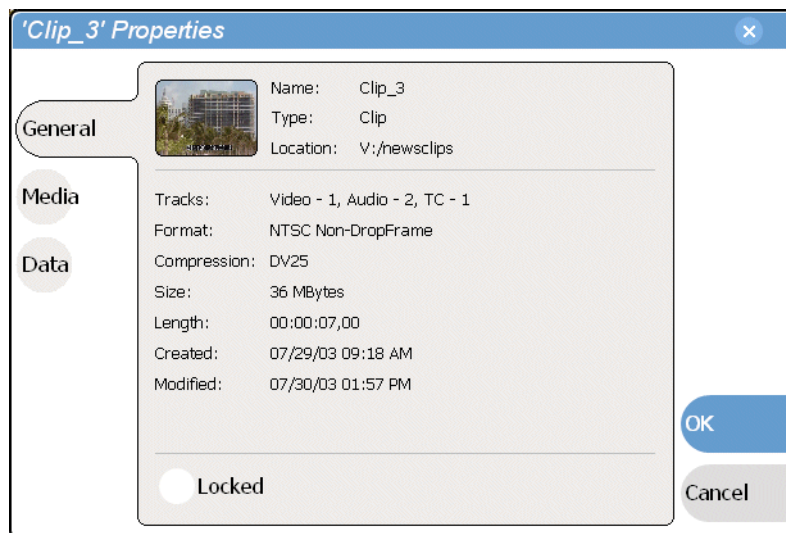 'Clip_3' Properties
General
Media
Data
Name: Clip_3
Type: Clip
Location: V:/newsclips
Tracks: Video - 1, Audio - 2, TC - 1
Format: NTSC Non-DropFrame
Compression: DV25
Size: 36 MBytes
Length: 00:00:07,00
Created: 07/29/03 09:18 AM
Modified: 07/30/03 01:57 PM
Locked
OK
Cancel